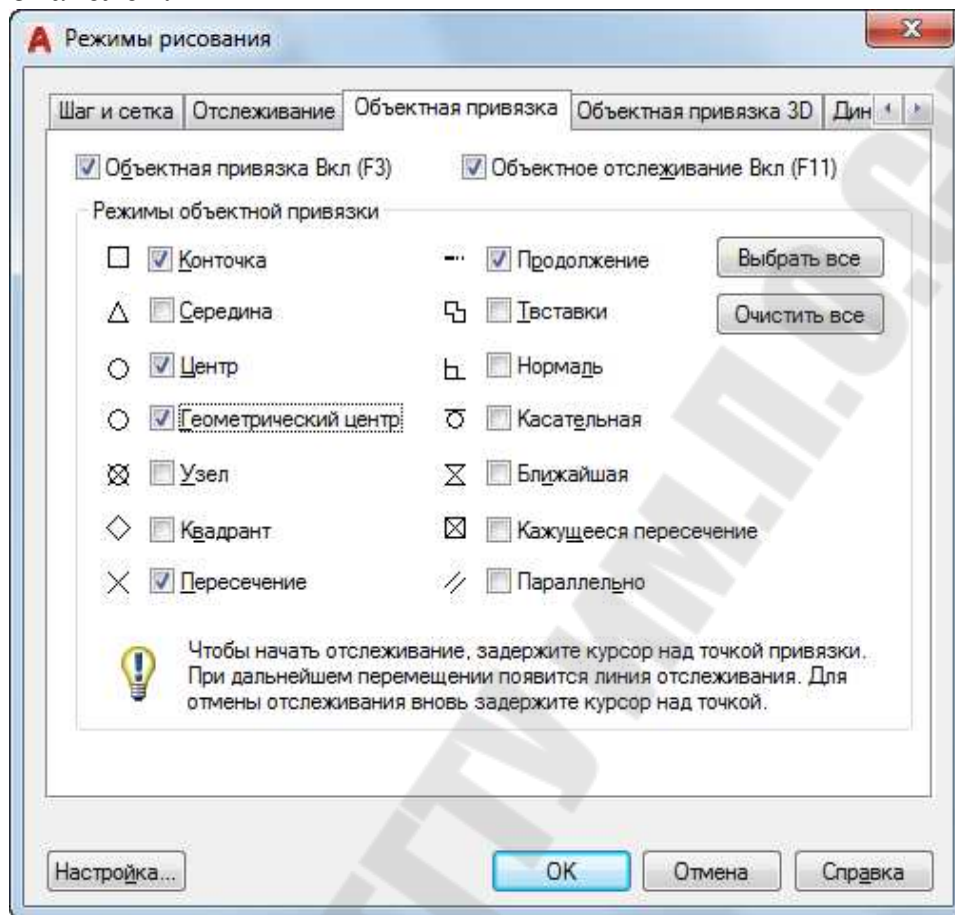 Режимы рисования
Шаг и сетка Отслеживание Объектная привязка Объектная привязка 3D Дин
Объектная привязка Вкл (F3) Объектное отслеживание Вкл (F11)
Режимы объектной привязки
Конточка Продолжение Выбрать все
Середина Твставки Очистить все
Центр Нормаль
Геометрический центр Касательная
Узел Ближайшая
Квадрант Кажущееся пересечение
Пересечение Параллельно
Чтобы начать отслеживание, задержите курсор над точкой привязки.
При дальнейшем перемещении появится линия отслеживания. Для
отмены отслеживания вновь задержите курсор над точкой.
Настройка... OK Отмена Справка